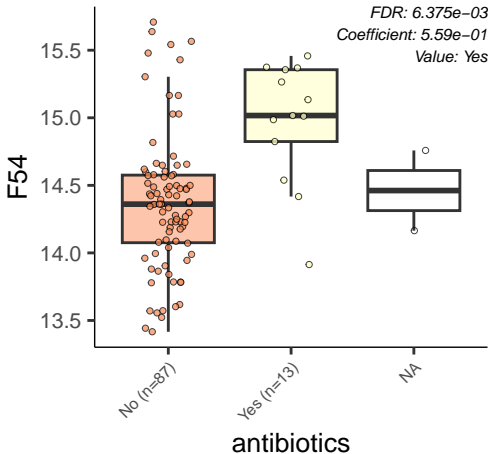 FDR: 6.375e−03
Coefficient: 5.59e−01
Value: Yes
15.5
15.0
14.5
14.0
13.5
F54
No (n=87)
Yes (n=13)
NA
antibiotics